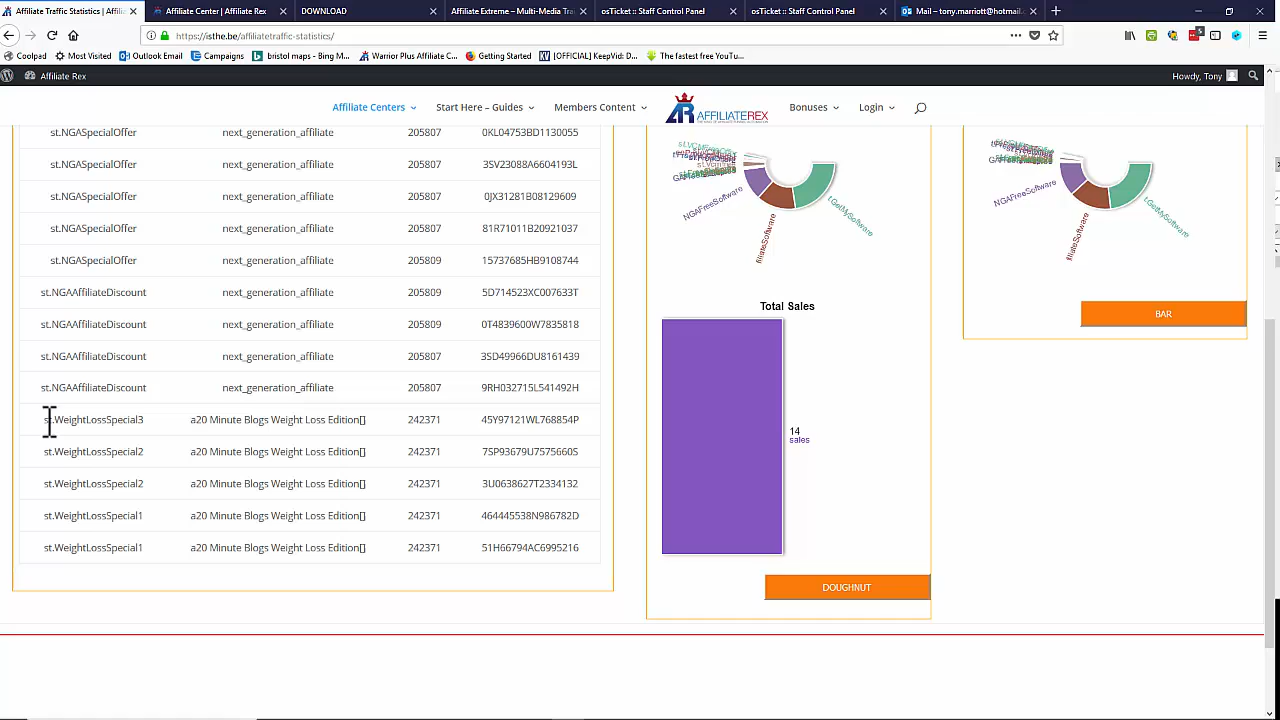 Affiliate Traffic Statistics | Affili
Affiliate Center | Affiliate Rex
DOWNLOAD
Affiliate Extreme – Multi-Media Tra
osTicket :: Staff Control Panel
osTicket :: Staff Control Panel
Mail – tony.marriott@hotmail.
https://isthe.be/affiliatetraffic-statistics/
Coolpad
Most Visited
Outlook Email
Campaigns
bristol maps - Bing M...
Warrior Plus Affiliate C...
Getting Started
[OFFICIAL] KeepVid: D...
The fastest free YouTu...
Affiliate Rex
Howdy, Tony
Affiliate Centers
Start Here – Guides
Members Content
AR AFFILIATEREX
Bonuses
Login
st.NGASpecialOffer next_generation_affiliate 205807 0KL04753BD1130055
st.NGASpecialOffer next_generation_affiliate 205807 3SV23088A6604193L
st.NGASpecialOffer next_generation_affiliate 205807 0JX31281B08129609
st.NGASpecialOffer next_generation_affiliate 205807 81R71011B20921037
st.NGASpecialOffer next_generation_affiliate 205809 15737685HB9108744
st.NGAAffiliateDiscount next_generation_affiliate 205809 5D714523XC007633T
st.NGAAffiliateDiscount next_generation_affiliate 205809 0T4839600W7835818
st.NGAAffiliateDiscount next_generation_affiliate 205807 3SD49966DU8161439
st.NGAAffiliateDiscount next_generation_affiliate 205807 9RH032715L541492H
st.WeightLossSpecial3 a20 Minute Blogs Weight Loss Edition[] 242371 45Y97121WL768854P
st.WeightLossSpecial2 a20 Minute Blogs Weight Loss Edition[] 242371 7SP93679U7575660S
st.WeightLossSpecial2 a20 Minute Blogs Weight Loss Edition[] 242371 3U0638627T2334132
st.WeightLossSpecial1 a20 Minute Blogs Weight Loss Edition[] 242371 464445538N986782D
st.WeightLossSpecial1 a20 Minute Blogs Weight Loss Edition[] 242371 51H66794AC6995216
NGAFreeSoftware
filiateSoftware
t.GetMySoftware
Total Sales
14
sales
DOUGHNUT
NGAFreeSoftware
filiateSoftware
t.GetMySoftware
BAR